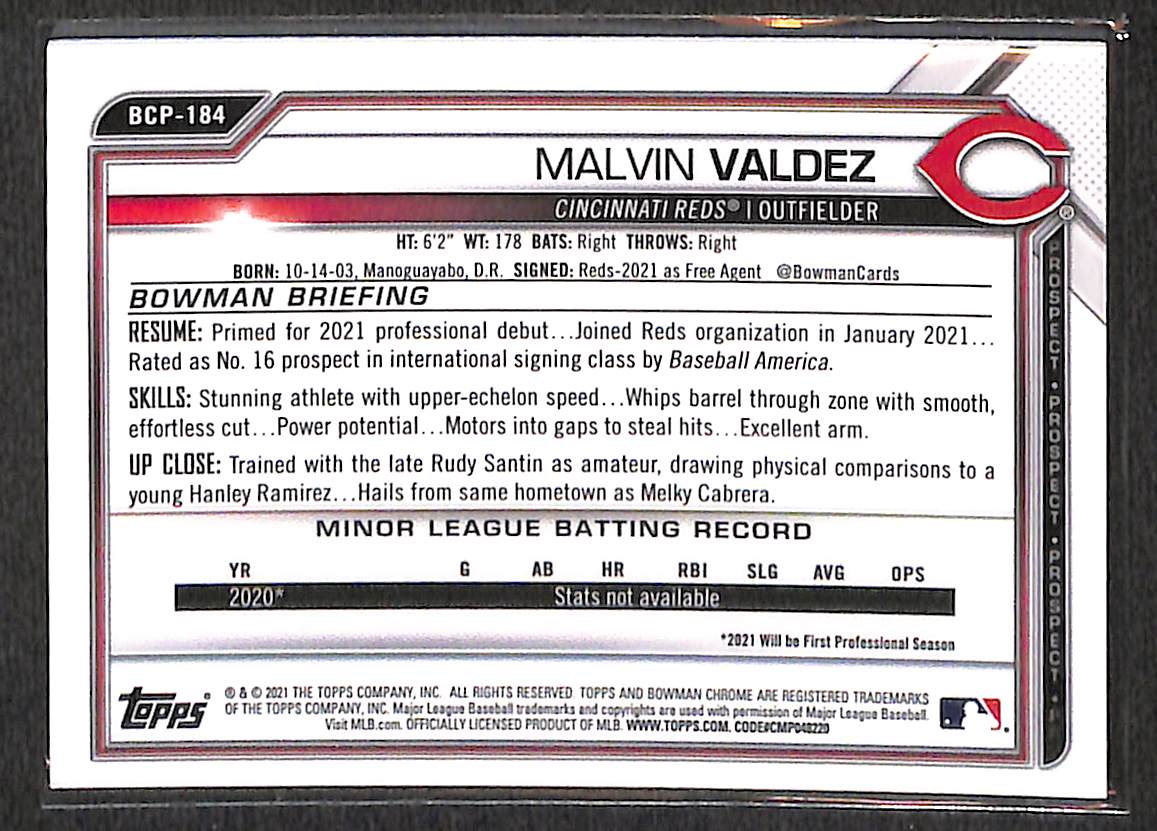 BCP-184
MALVIN VALDEZ
CINCINNATI REDS® | OUTFIELDER
HT: 6'2" WT: 178 BATS: Right THROWS: Right
BORN: 10-14-03, Manoguayabo, D.R. SIGNED: Reds-2021 as Free Agent @BowmanCards
BOWMAN BRIEFING
RESUME: Primed for 2021 professional debut...Joined Reds organization in January 2021...
Rated as No. 16 prospect in international signing class by Baseball America.
SKILLS: Stunning athlete with upper-echelon speed...Whips barrel through zone with smooth,
effortless cut...Power potential...Motors into gaps to steal hits...Excellent arm.
UP CLOSE: Trained with the late Rudy Santin as amateur, drawing physical comparisons to a
young Hanley Ramirez...Hails from same hometown as Melky Cabrera.
MINOR LEAGUE BATTING RECORD
YR G AB HR RBI SLG AVG OPS
2020* Stats not available
*2021 Will be First Professional Season
topps
® & © 2021 THE TOPPS COMPANY, INC. ALL RIGHTS RESERVED. TOPPS AND BOWMAN CHROME ARE REGISTERED TRADEMARKS
OF THE TOPPS COMPANY, INC. Major League Baseball trademarks and copyrights are used with permission of Major League Baseball.
Visit MLB.com. OFFICIALLY LICENSED PRODUCT OF MLB. WWW.TOPPS.COM. CODE#CMP048229
PROSPECT • PROSPECT • PROSPECT •